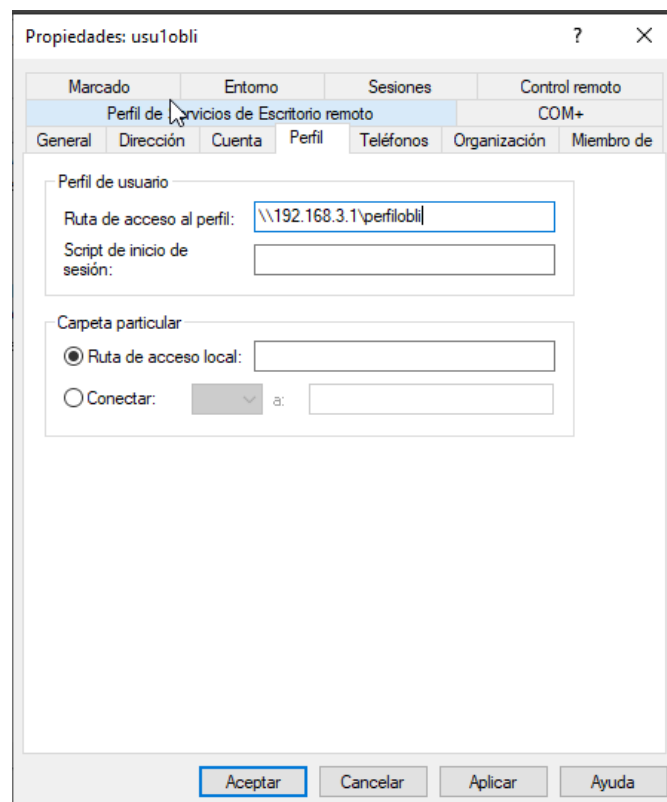 Propiedades: usu1obli
Marcado Entorno Sesiones Control remoto
Perfil de Servicios de Escritorio remoto COM+
General Dirección Cuenta Perfil Teléfonos Organización Miembro de
Perfil de usuario
Ruta de acceso al perfil: \\192.168.3.1\perfilobli
Script de inicio de
sesión:
Carpeta particular
Ruta de acceso local:
Conectar: a:
Aceptar Cancelar Aplicar Ayuda